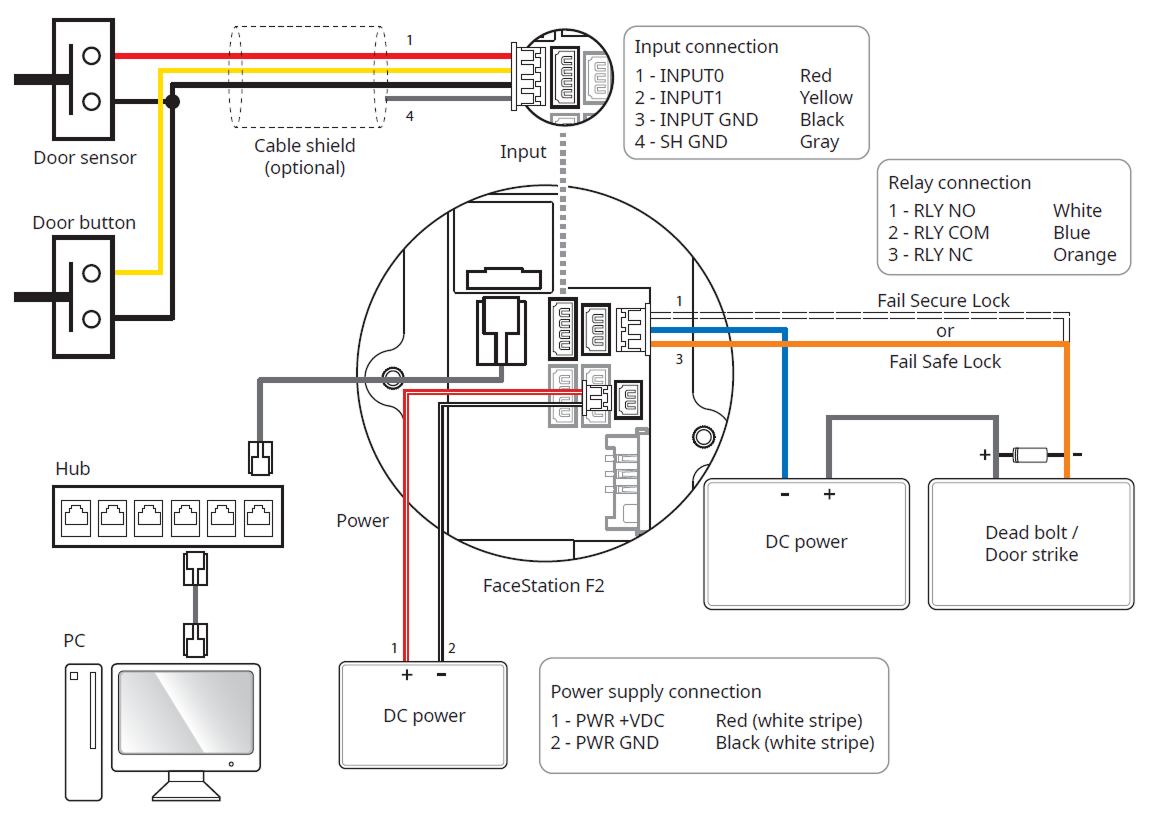 1
4
Door sensor
Cable shield
(optional)
Input
Input connection
1 - INPUT0 Red
2 - INPUT1 Yellow
3 - INPUT GND Black
4 - SH GND Gray
Door button
Relay connection
1 - RLY NO White
2 - RLY COM Blue
3 - RLY NC Orange
1
Fail Secure Lock
or
3
Fail Safe Lock
Hub
Power
+ -
- +
DC power
Dead bolt /
Door strike
FaceStation F2
PC
1 2
+ -
DC power
Power supply connection
1 - PWR +VDC Red (white stripe)
2 - PWR GND Black (white stripe)